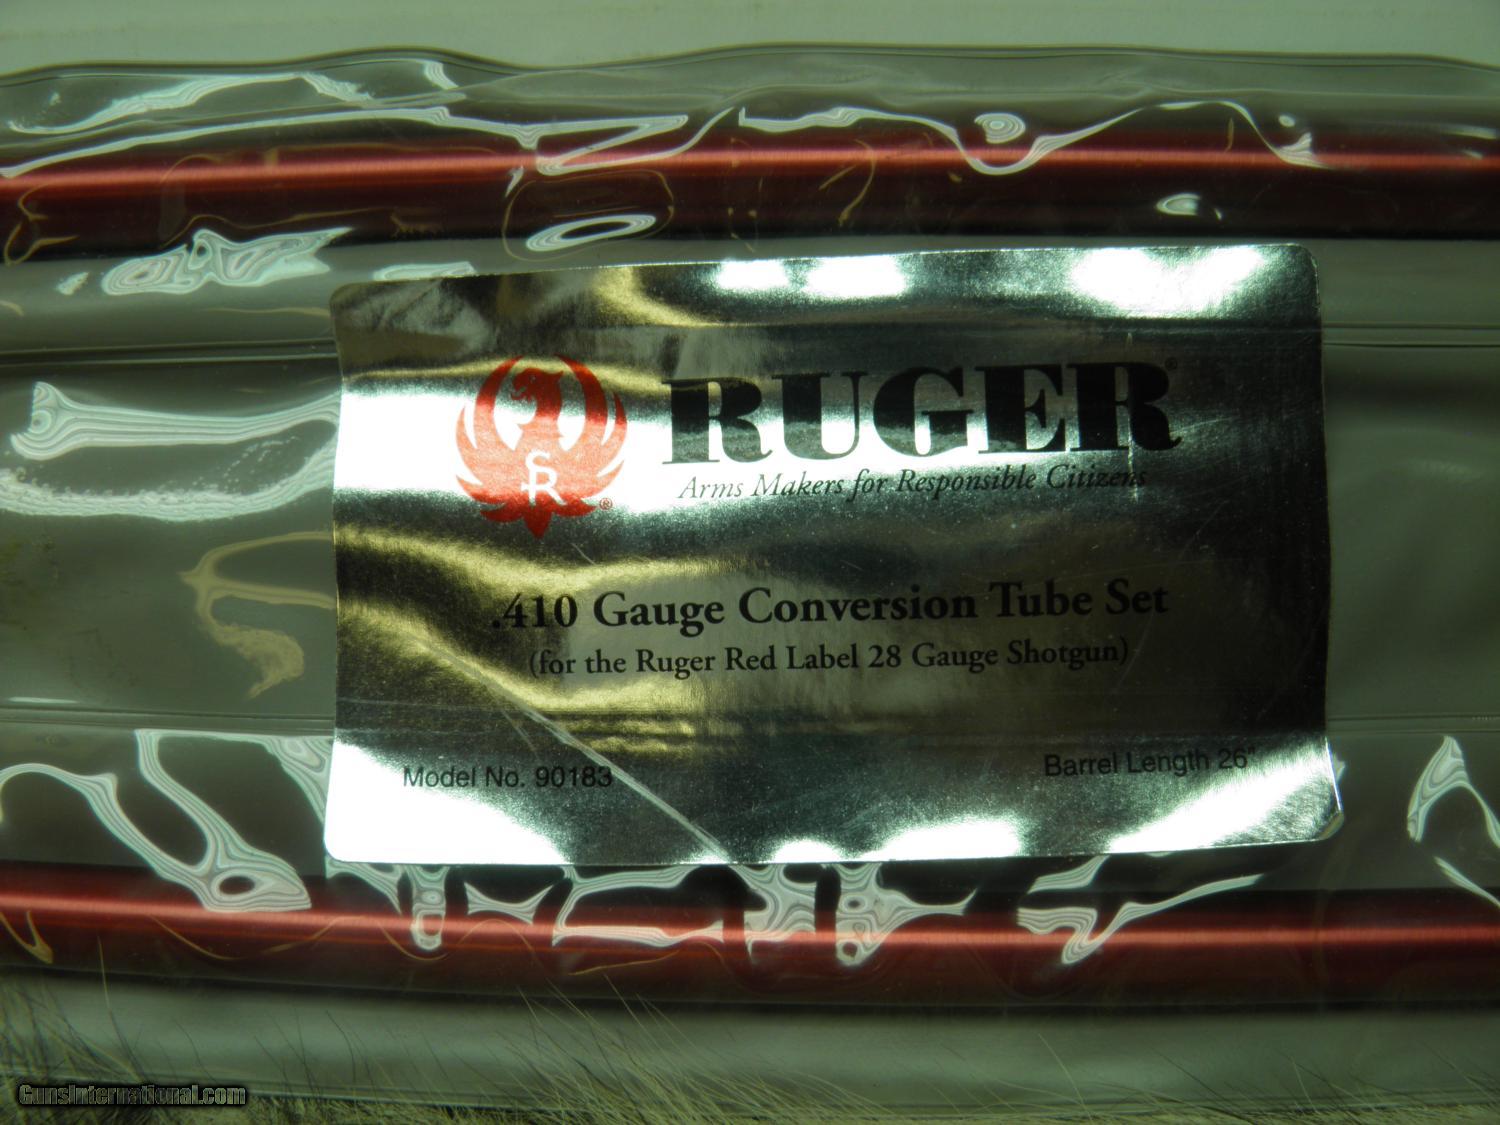 RUGER®
Arms Makers for Responsible Citizens
SR®
.410 Gauge Conversion Tube Set
(for the Ruger Red Label 28 Gauge Shotgun)
Model No. 90183
Barrel Length 26"
GunsInternational.com